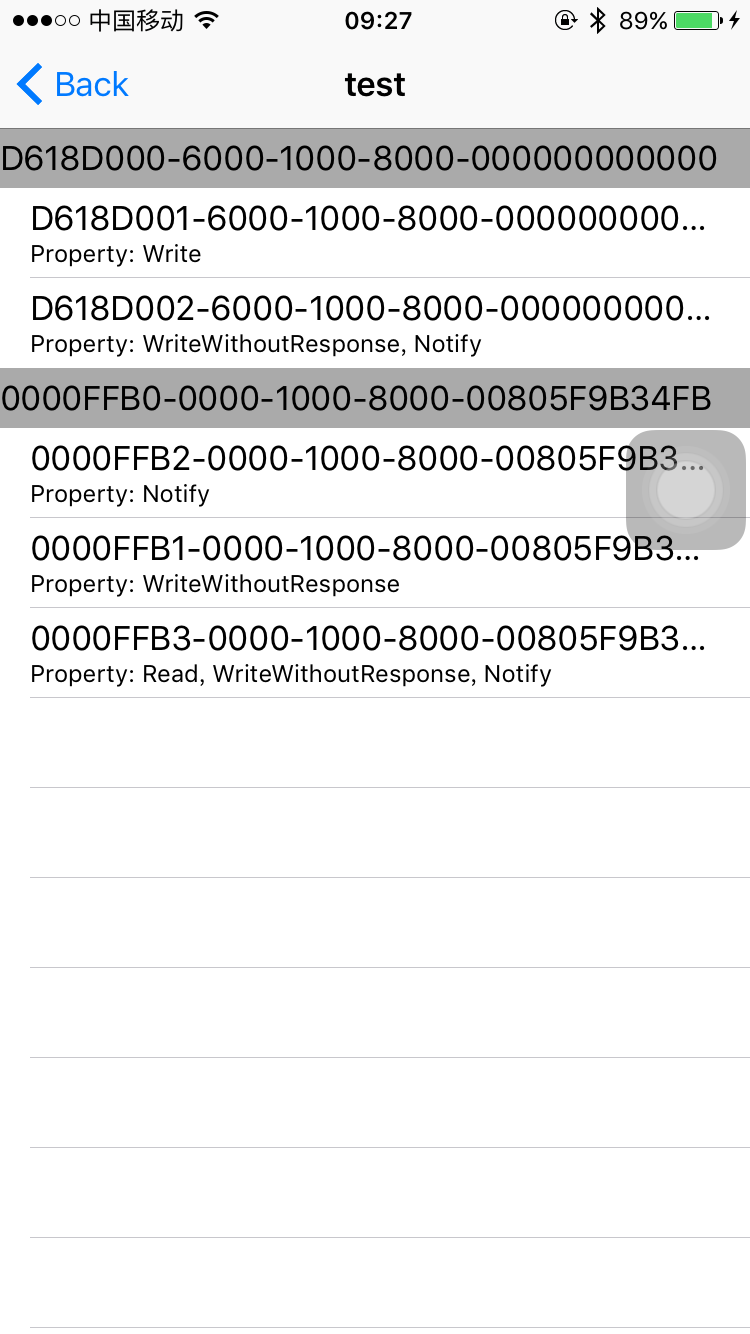 中国移动 09:27 89%
Back test
D618D000-6000-1000-8000-000000000000
D618D001-6000-1000-8000-000000000...
Property: Write
D618D002-6000-1000-8000-000000000...
Property: WriteWithoutResponse, Notify
0000FFB0-0000-1000-8000-00805F9B34FB
0000FFB2-0000-1000-8000-00805F9B3...
Property: Notify
0000FFB1-0000-1000-8000-00805F9B3...
Property: WriteWithoutResponse
0000FFB3-0000-1000-8000-00805F9B3...
Property: Read, WriteWithoutResponse, Notify